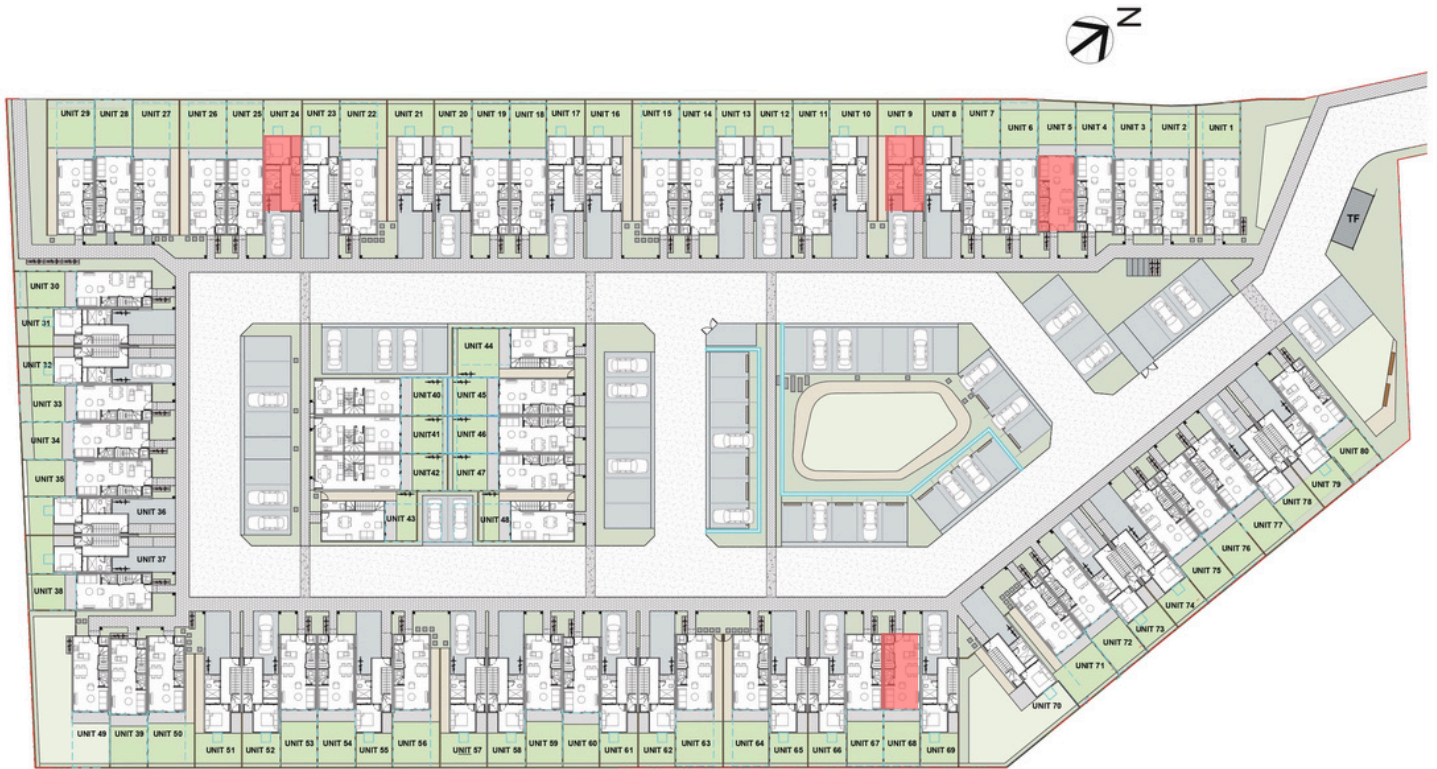 N
UNIT 29
UNIT 28
UNIT 27
UNIT 26
UNIT 25
UNIT 24
UNIT 23
UNIT 22
UNIT 21
UNIT 20
UNIT 19
UNIT 18
UNIT 17
UNIT 16
UNIT 15
UNIT 14
UNIT 13
UNIT 12
UNIT 11
UNIT 10
UNIT 9
UNIT 8
UNIT 7
UNIT 6
UNIT 5
UNIT 4
UNIT 3
UNIT 2
UNIT 1
TF
UNIT 30
UNIT 31
UNIT 32
UNIT 33
UNIT 34
UNIT 35
UNIT 36
UNIT 37
UNIT 38
UNIT 44
UNIT40
UNIT 45
UNIT41
UNIT 46
UNIT42
UNIT 47
UNIT 43
UNIT 48
UNIT 80
UNIT 79
UNIT 78
UNIT 77
UNIT 76
UNIT 75
UNIT 74
UNIT 73
UNIT 72
UNIT 71
UNIT 70
UNIT 49
UNIT 39
UNIT 50
UNIT 51
UNIT 52
UNIT 53
UNIT 54
UNIT 55
UNIT 56
UNIT 57
UNIT 58
UNIT 59
UNIT 60
UNIT 61
UNIT 62
UNIT 63
UNIT 64
UNIT 65
UNIT 66
UNIT 67
UNIT 68
UNIT 69